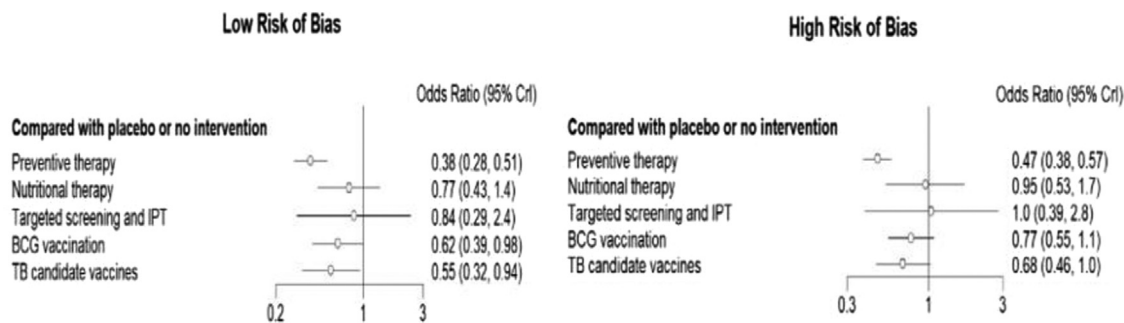 Low Risk of Bias
Odds Ratio (95% CrI)
Compared with placebo or no intervention
Preventive therapy 0.38 (0.28, 0.51)
Nutritional therapy 0.77 (0.43, 1.4)
Targeted screening and IPT 0.84 (0.29, 2.4)
BCG vaccination 0.62 (0.39, 0.98)
TB candidate vaccines 0.55 (0.32, 0.94)
0.2 1 3
High Risk of Bias
Odds Ratio (95% CrI)
Compared with placebo or no intervention
Preventive therapy 0.47 (0.38, 0.57)
Nutritional therapy 0.95 (0.53, 1.7)
Targeted screening and IPT 1.0 (0.39, 2.8)
BCG vaccination 0.77 (0.55, 1.1)
TB candidate vaccines 0.68 (0.46, 1.0)
0.3 1 3